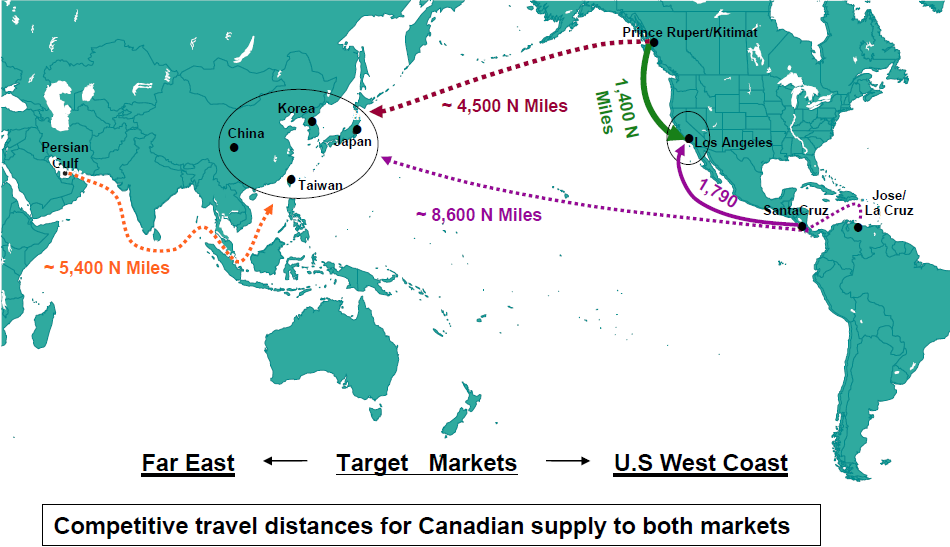 Prince Rupert/Kitimat
~ 4,500 N Miles
1,400 N
Miles
Korea
China
Japan
Los Angeles
Persian
Gulf
Taiwan
1,790
Jose/
La Cruz
SantaCruz
~ 8,600 N Miles
~ 5,400 N Miles
Far East Target Markets U.S West Coast
Competitive travel distances for Canadian supply to both markets